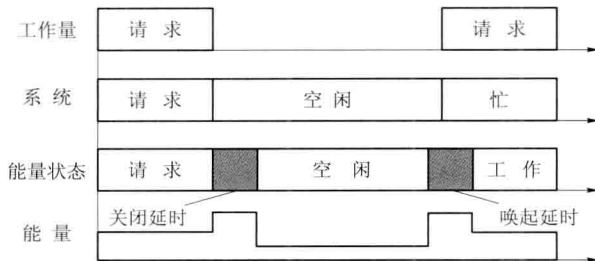 工作量 请求 请求
系统 请求 空闲 忙
能量状态 请求 空闲 工作
关闭延时 唤起延时
能量